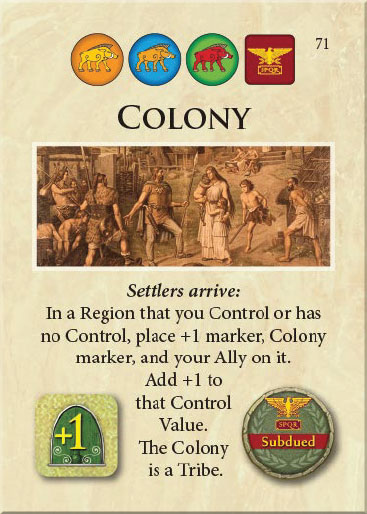 71
SPQR
COLONY
Settlers arrive:
In a Region that you Control or has
no Control, place +1 marker, Colony
marker, and your Ally on it.
Add +1 to
that Control
Value.
The Colony
is a Tribe.
+1
SPQR
Subdued